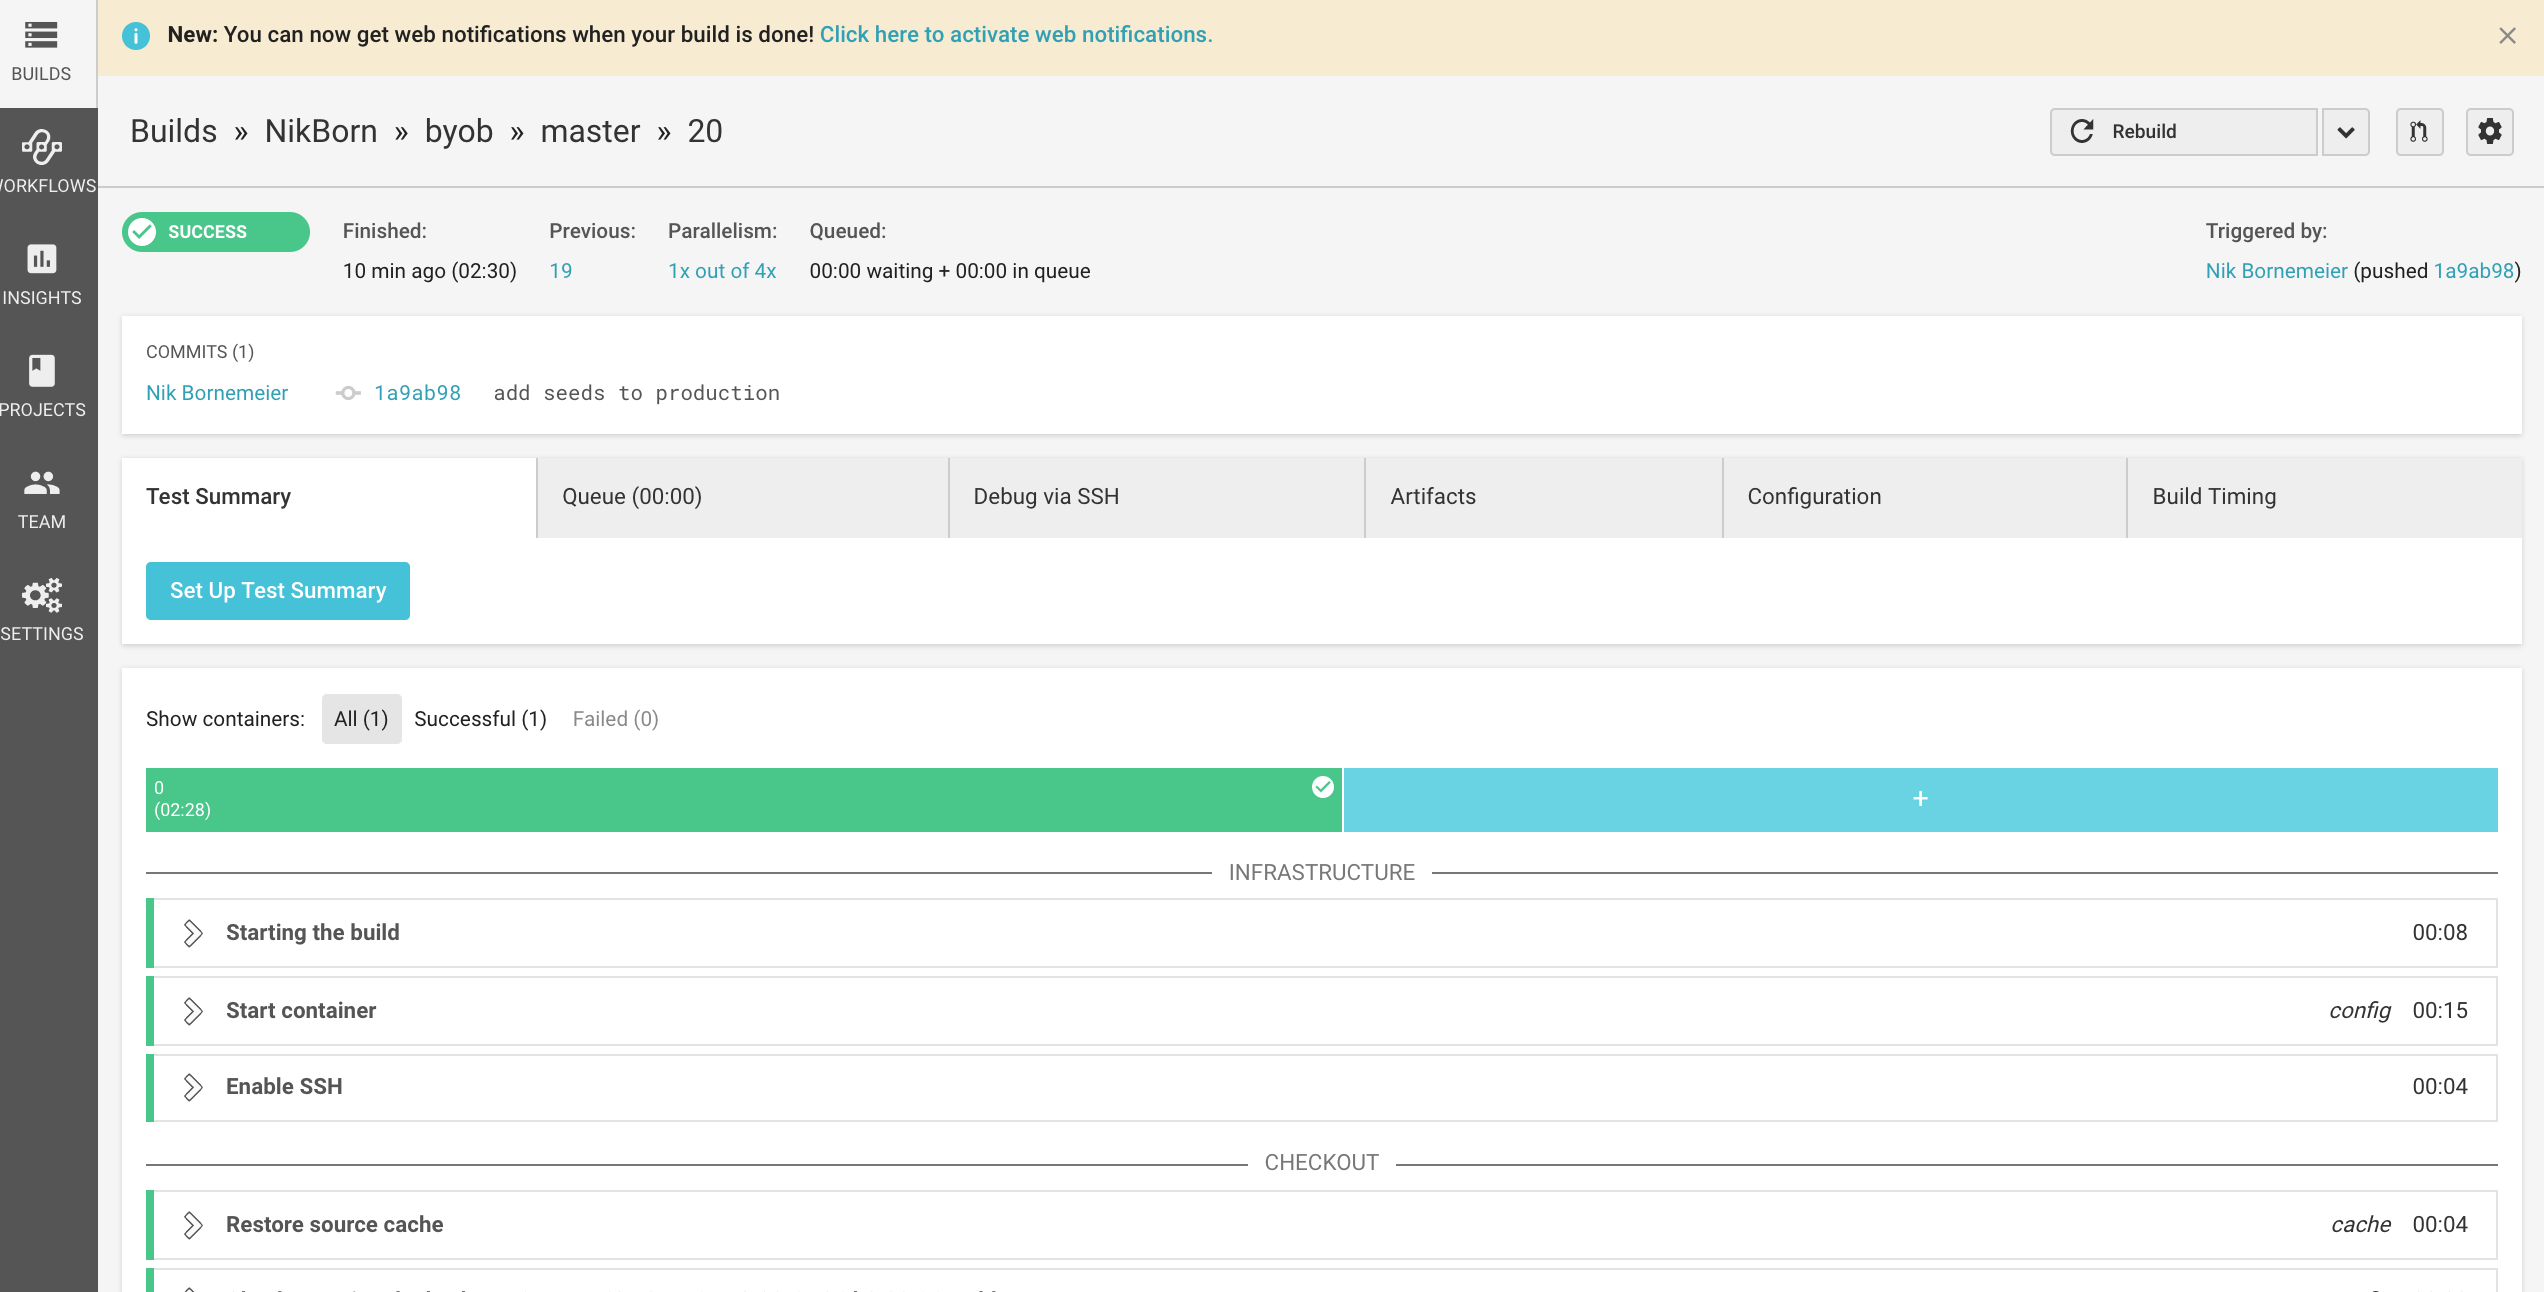 New: You can now get web notifications when your build is done! Click here to activate web notifications.
BUILDS
WORKFLOWS
INSIGHTS
PROJECTS
TEAM
SETTINGS
Builds » NikBorn » byob » master » 20
Rebuild
SUCCESS
Finished:
10 min ago (02:30)
Previous:
19
Parallelism:
1x out of 4x
Queued:
00:00 waiting + 00:00 in queue
Triggered by:
Nik Bornemeier (pushed 1a9ab98)
COMMITS (1)
Nik Bornemeier 1a9ab98 add seeds to production
Test Summary
Queue (00:00)
Debug via SSH
Artifacts
Configuration
Build Timing
Set Up Test Summary
Show containers: All (1) Successful (1) Failed (0)
0
(02:28)
+
INFRASTRUCTURE
Starting the build 00:08
Start container config 00:15
Enable SSH 00:04
CHECKOUT
Restore source cache cache 00:04